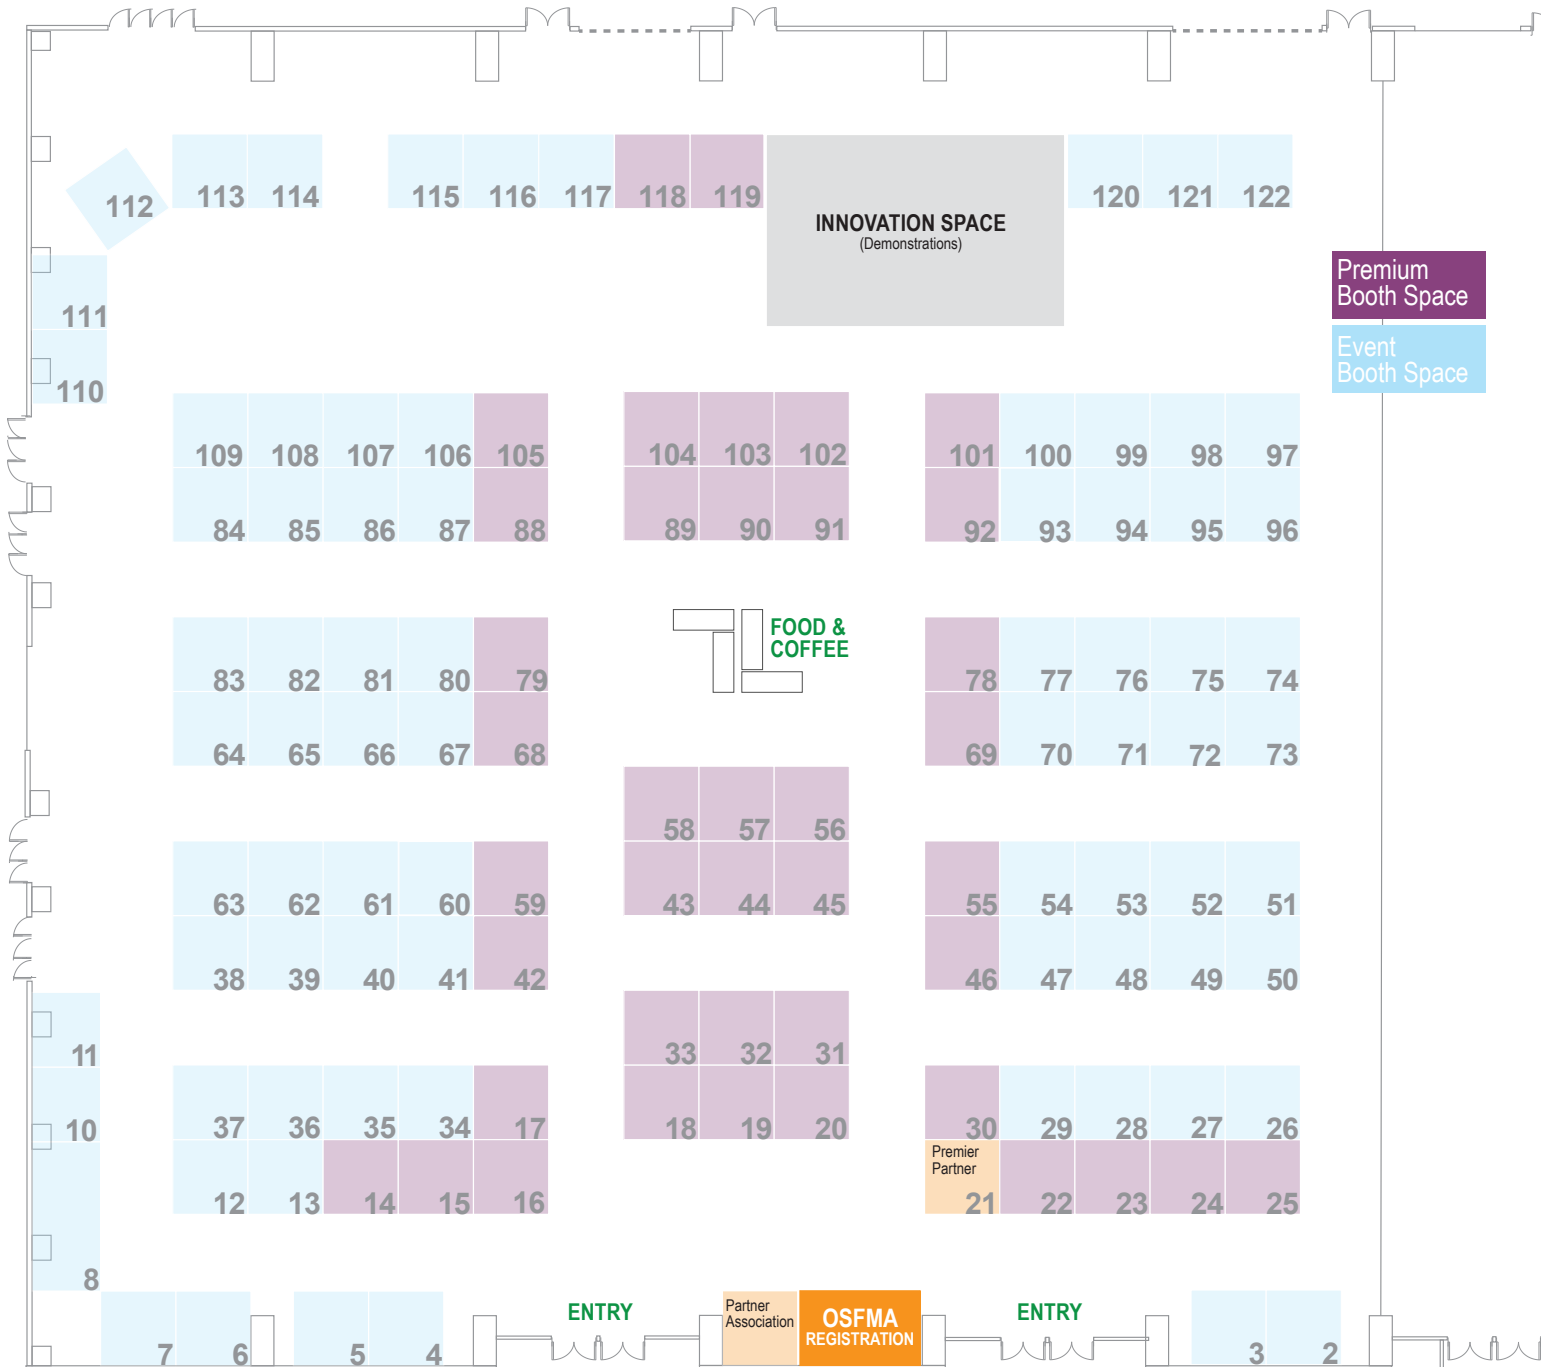 113 114 115 116 117 118 119 120 121 122
112
INNOVATION SPACE
(Demonstrations)
Premium
Booth Space
Event
Booth Space
111
110
109 108 107 106 105 104 103 102 101 100 99 98 97
84 85 86 87 88 89 90 91 92 93 94 95 96
FOOD &
COFFEE
83 82 81 80 79 78 77 76 75 74
64 65 66 67 68 69 70 71 72 73
58 57 56
63 62 61 60 59 43 44 45 55 54 53 52 51
38 39 40 41 42 46 47 48 49 50
11 33 32 31
10 37 36 35 34 17 18 19 20 30 29 28 27 26
Premier
Partner
12 13 14 15 16 21 22 23 24 25
8
ENTRY
Partner
Association
OSFMA
REGISTRATION
ENTRY
7 6 5 4 3 2